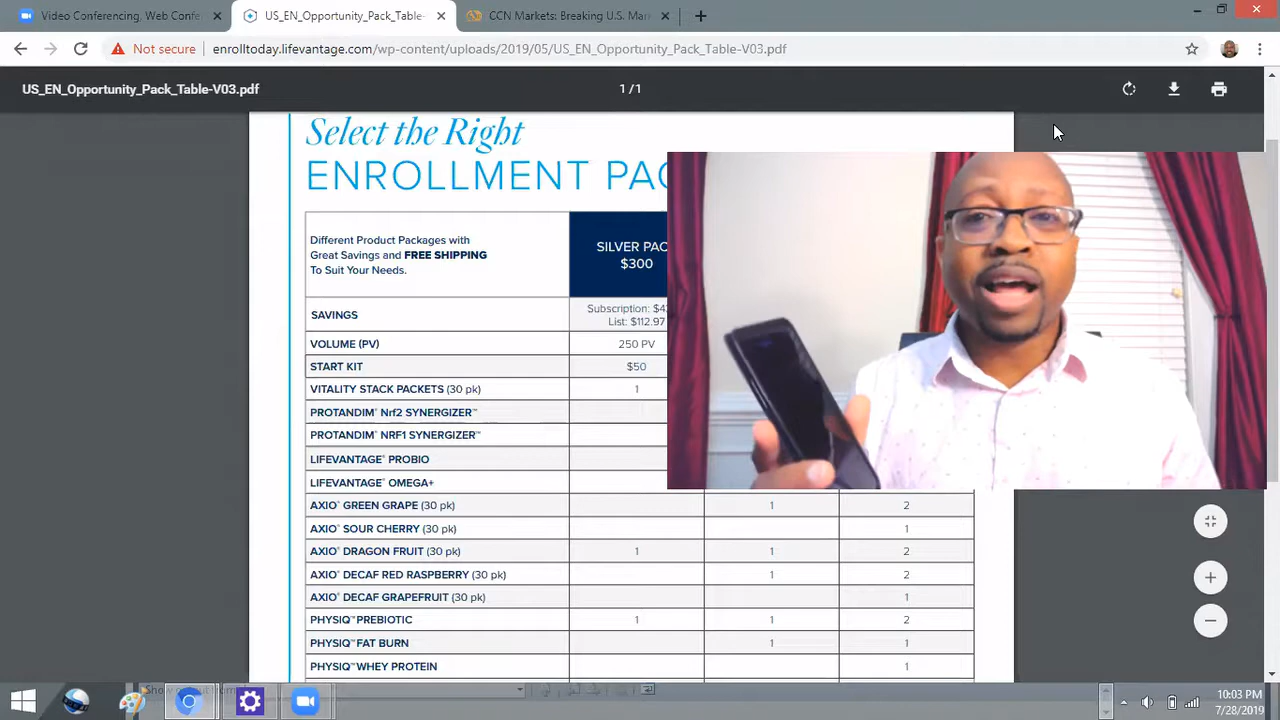 Video Conferencing, Web Confe
US_EN_Opportunity_Pack_Table-
CCN Markets: Breaking U.S. Mar
Not secure
enrolltoday.lifevantage.com/wp-content/uploads/2019/05/US_EN_Opportunity_Pack_Table-V03.pdf
US_EN_Opportunity_Pack_Table-V03.pdf
1 / 1
Select the Right
ENROLLMENT PAC
Different Product Packages with
Great Savings and FREE SHIPPING
To Suit Your Needs.
SILVER PAC
$300
SAVINGS
Subscription: $4
List: $112.97
VOLUME (PV) 250 PV
START KIT $50
VITALITY STACK PACKETS (30 pk) 1
PROTANDIM® Nrf2 SYNERGIZER™
PROTANDIM® NRF1 SYNERGIZER™
LIFEVANTAGE® PROBIO
LIFEVANTAGE® OMEGA+
AXIO® GREEN GRAPE (30 pk) 1 2
AXIO® SOUR CHERRY (30 pk) 1
AXIO® DRAGON FRUIT (30 pk) 1 1 2
AXIO® DECAF RED RASPBERRY (30 pk) 1 2
AXIO® DECAF GRAPEFRUIT (30 pk) 1
PHYSIQ™ PREBIOTIC 1 1 2
PHYSIQ™ FAT BURN 1 1
PHYSIQ™ WHEY PROTEIN 1
10:03 PM
7/28/2019